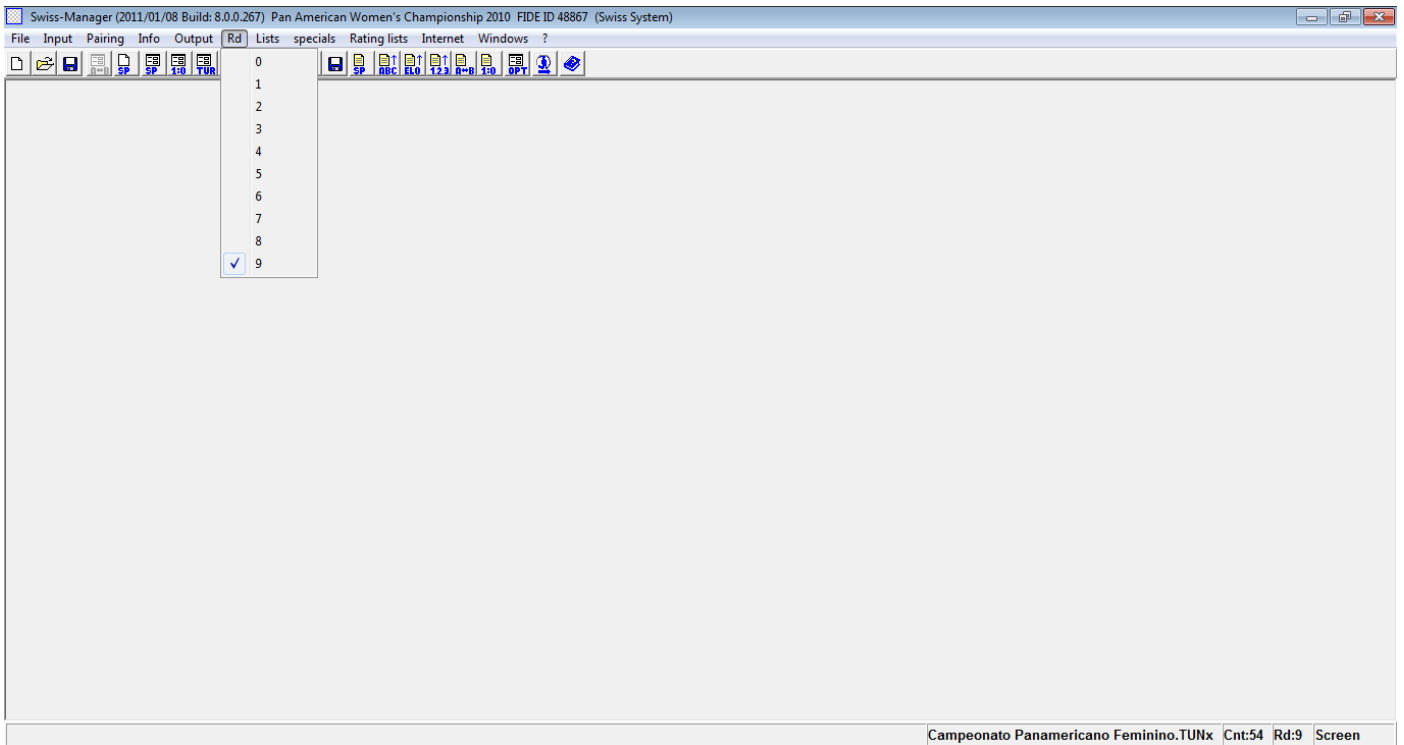 Swiss-Manager (2011/01/08 Build: 8.0.0.267) Pan American Women's Championship 2010 FIDE ID 48867 (Swiss System)
File Input Pairing Info Output Rd Lists specials Rating lists Internet Windows ?
A↔B SP SP 1:0 TUR SP ABC ELO 123 A↔B 1:0 OPT
0
1
2
3
4
5
6
7
8
9
Campeonato Panamericano Feminino.TUNx Cnt:54 Rd:9 Screen